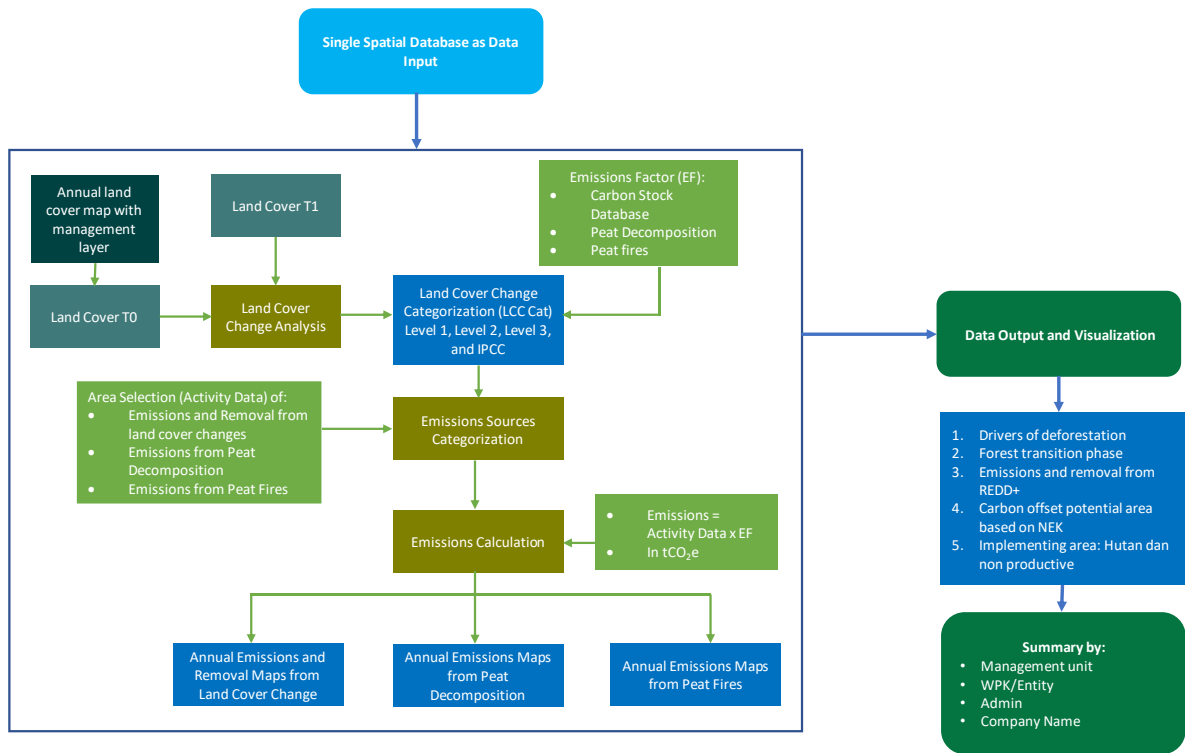 Single Spatial Database as Data
Input
Annual land
cover map with
management
layer
Land Cover T1
Emissions Factor (EF):
• Carbon Stock
Database
• Peat Decomposition
• Peat fires
Land Cover T0
Land Cover
Change Analysis
Land Cover Change
Categorization (LCC Cat)
Level 1, Level 2, Level 3,
and IPCC
Area Selection (Activity Data) of:
• Emissions and Removal from
land cover changes
• Emissions from Peat
Decomposition
• Emissions from Peat Fires
Emissions Sources
Categorization
Emissions Calculation
• Emissions =
Activity Data x EF
• In tCO₂e
Annual Emissions and
Removal Maps from
Land Cover Change
Annual Emissions Maps
from Peat
Decomposition
Annual Emissions Maps
from Peat Fires
Data Output and Visualization
1. Drivers of deforestation
2. Forest transition phase
3. Emissions and removal from
REDD+
4. Carbon offset potential area
based on NEK
5. Implementing area: Hutan dan
non productive
Summary by:
• Management unit
• WPK/Entity
• Admin
• Company Name